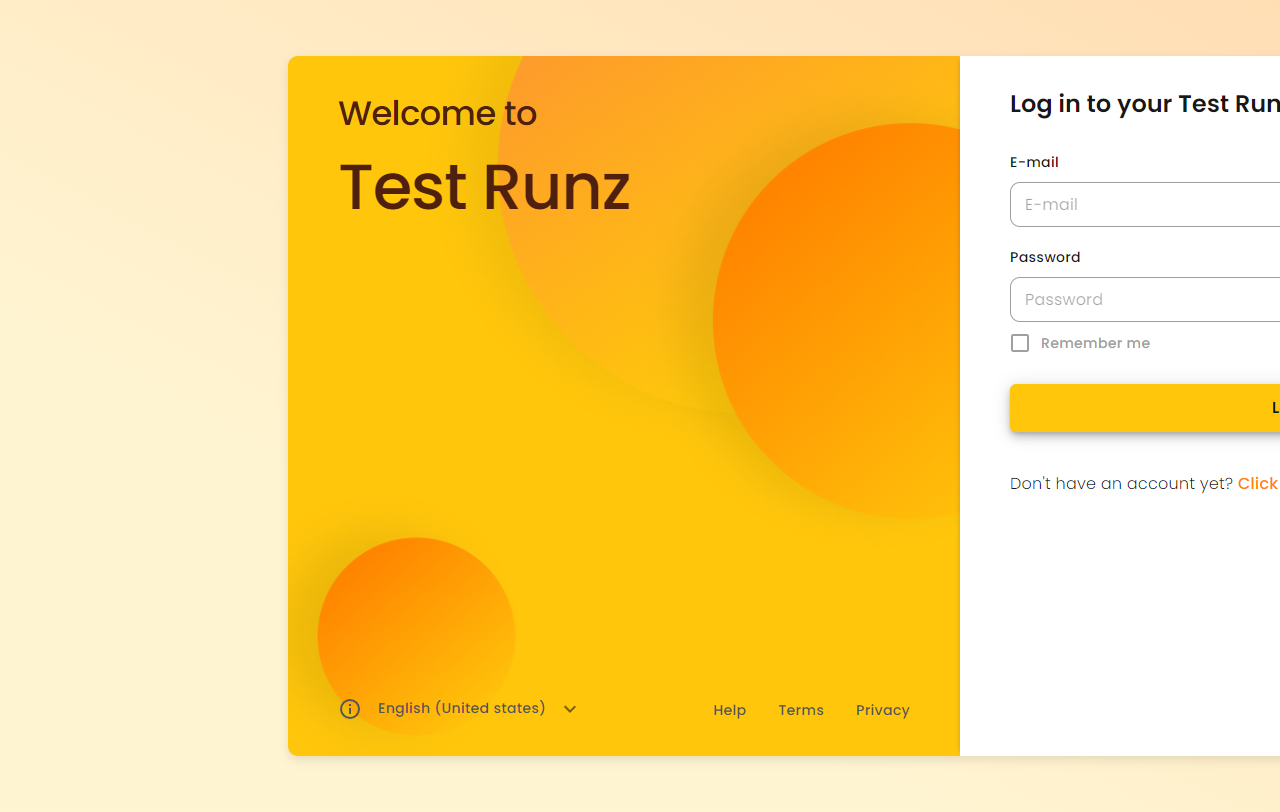 Welcome to
Test Runz
English (United states)
Help
Terms
Privacy
Log in to your Test Run
E-mail
E-mail
Password
Password
Remember me
Don't have an account yet? Click